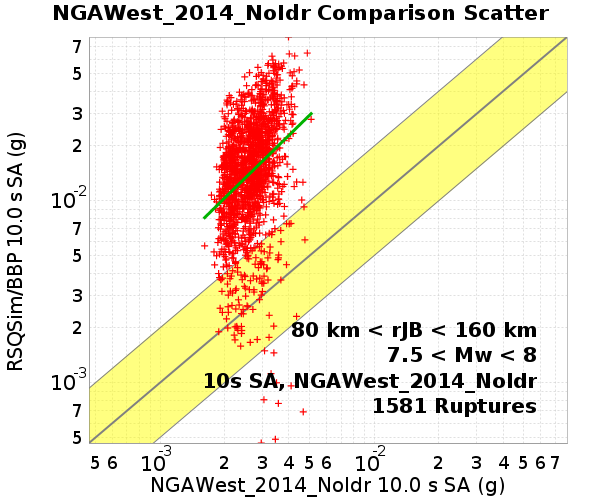 NGAWest_2014_NoIdr Comparison Scatter
RSQSim/BBP 10.0 s SA (g)
7
5
3
2
10^-2
7
5
3
2
10^-3
7
5
80 km < rJB < 160 km
7.5 < Mw < 8
10s SA, NGAWest_2014_NoIdr
1581 Ruptures
5 6 10^-3 2 3 4 5 6 10^-2 2 3 4 5 6 7
NGAWest_2014_NoIdr 10.0 s SA (g)